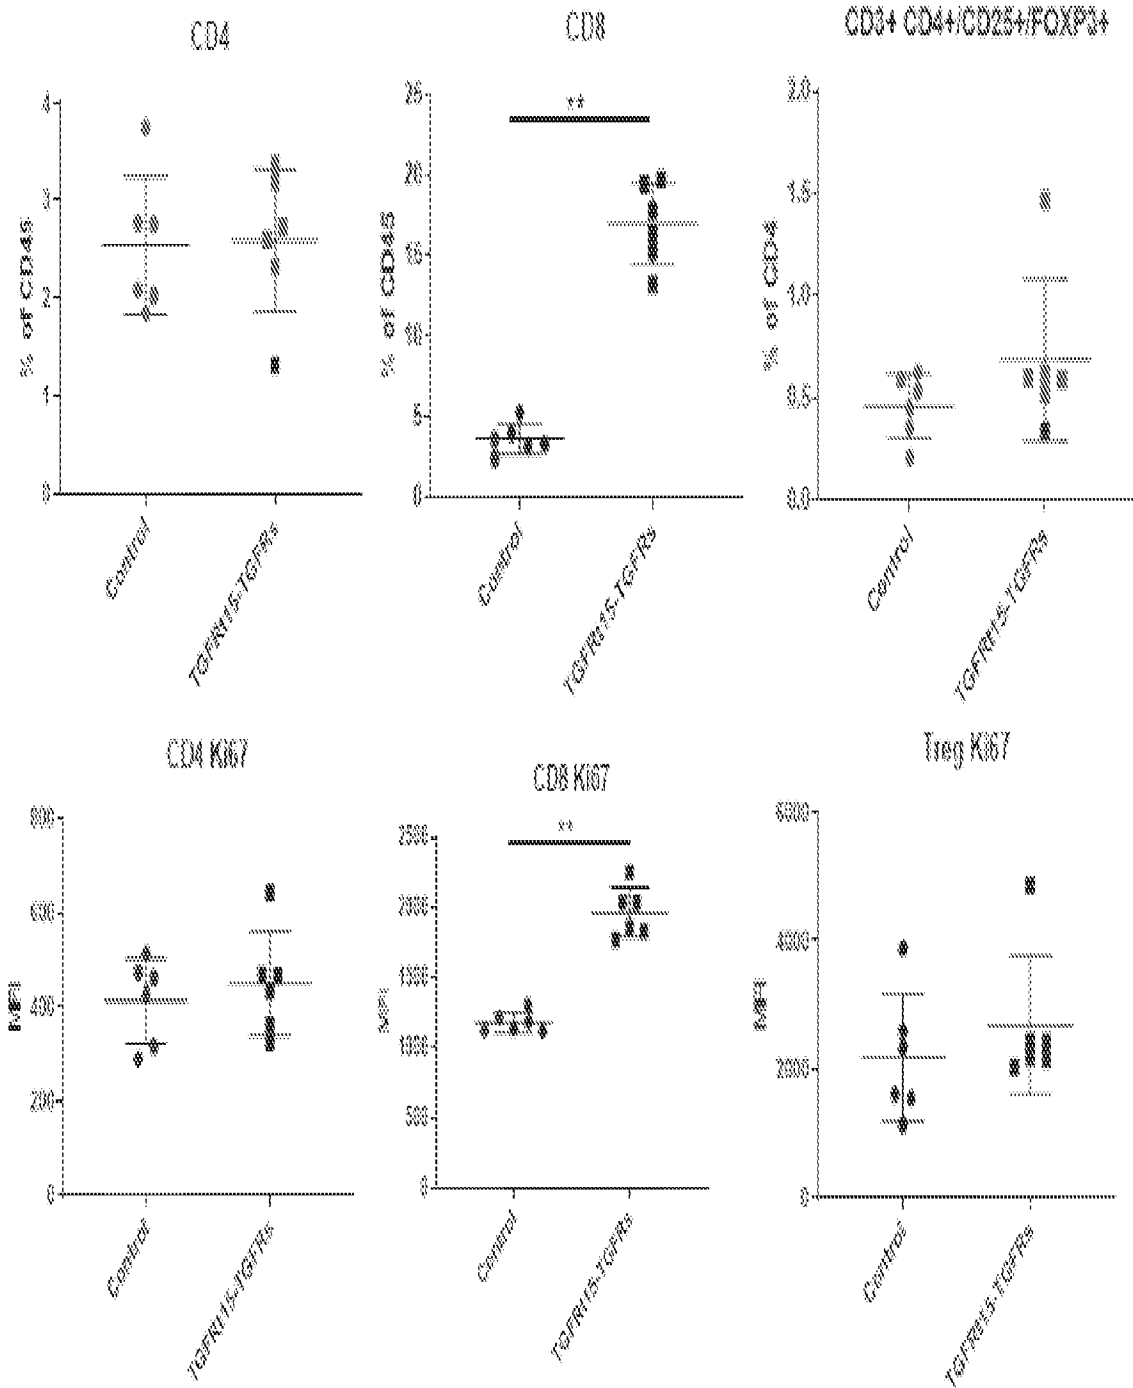 CD4
CD8
CD3+ CD4+/CD25+/FOXP3+
% of CD45
4
3
2
1
0
Control
TGFRt15-TGFRs
% of CD45
25
20
15
10
5
0
**
Control
TGFRt15-TGFRs
% of CD4
2.0
1.5
1.0
0.5
0.0
Control
TGFRt15-TGFRs
CD4 Ki67
CD8 Ki67
Treg Ki67
MFI
800
600
400
200
0
Control
TGFRt15-TGFRs
MFI
2500
2000
1500
1000
500
0
**
Control
TGFRt15-TGFRs
MFI
6000
4000
2000
0
Control
TGFRt15-TGFRs